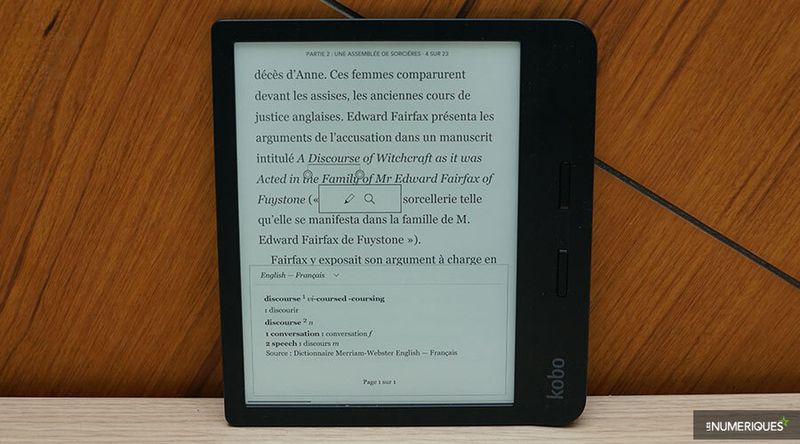 PARTIE 2 : UNE ASSEMBLÉE DE SORCIÈRES · 4 SUR 23
décès d'Anne. Ces femmes comparurent
devant les assises, les anciennes cours de
justice anglaises. Edward Fairfax présenta les
arguments de l'accusation dans un manuscrit
intitulé A Discourse of Witchcraft as it was
Acted in the Family of Mr Edward Fairfax of
Fuystone (« sorcellerie telle
qu'elle se manifesta dans la famille de M.
Edward Fairfax de Fuystone »).
Fairfax y exposait son argument à charge en
English — Français
discourse 1 vi-coursed -coursing
1 discourir
discourse 2 n
1 conversation : conversation f
2 speech : discours m
Source : Dictionnaire Merriam-Webster English — Français
Page 1 sur 1
kobo
LES NUMERIQUES